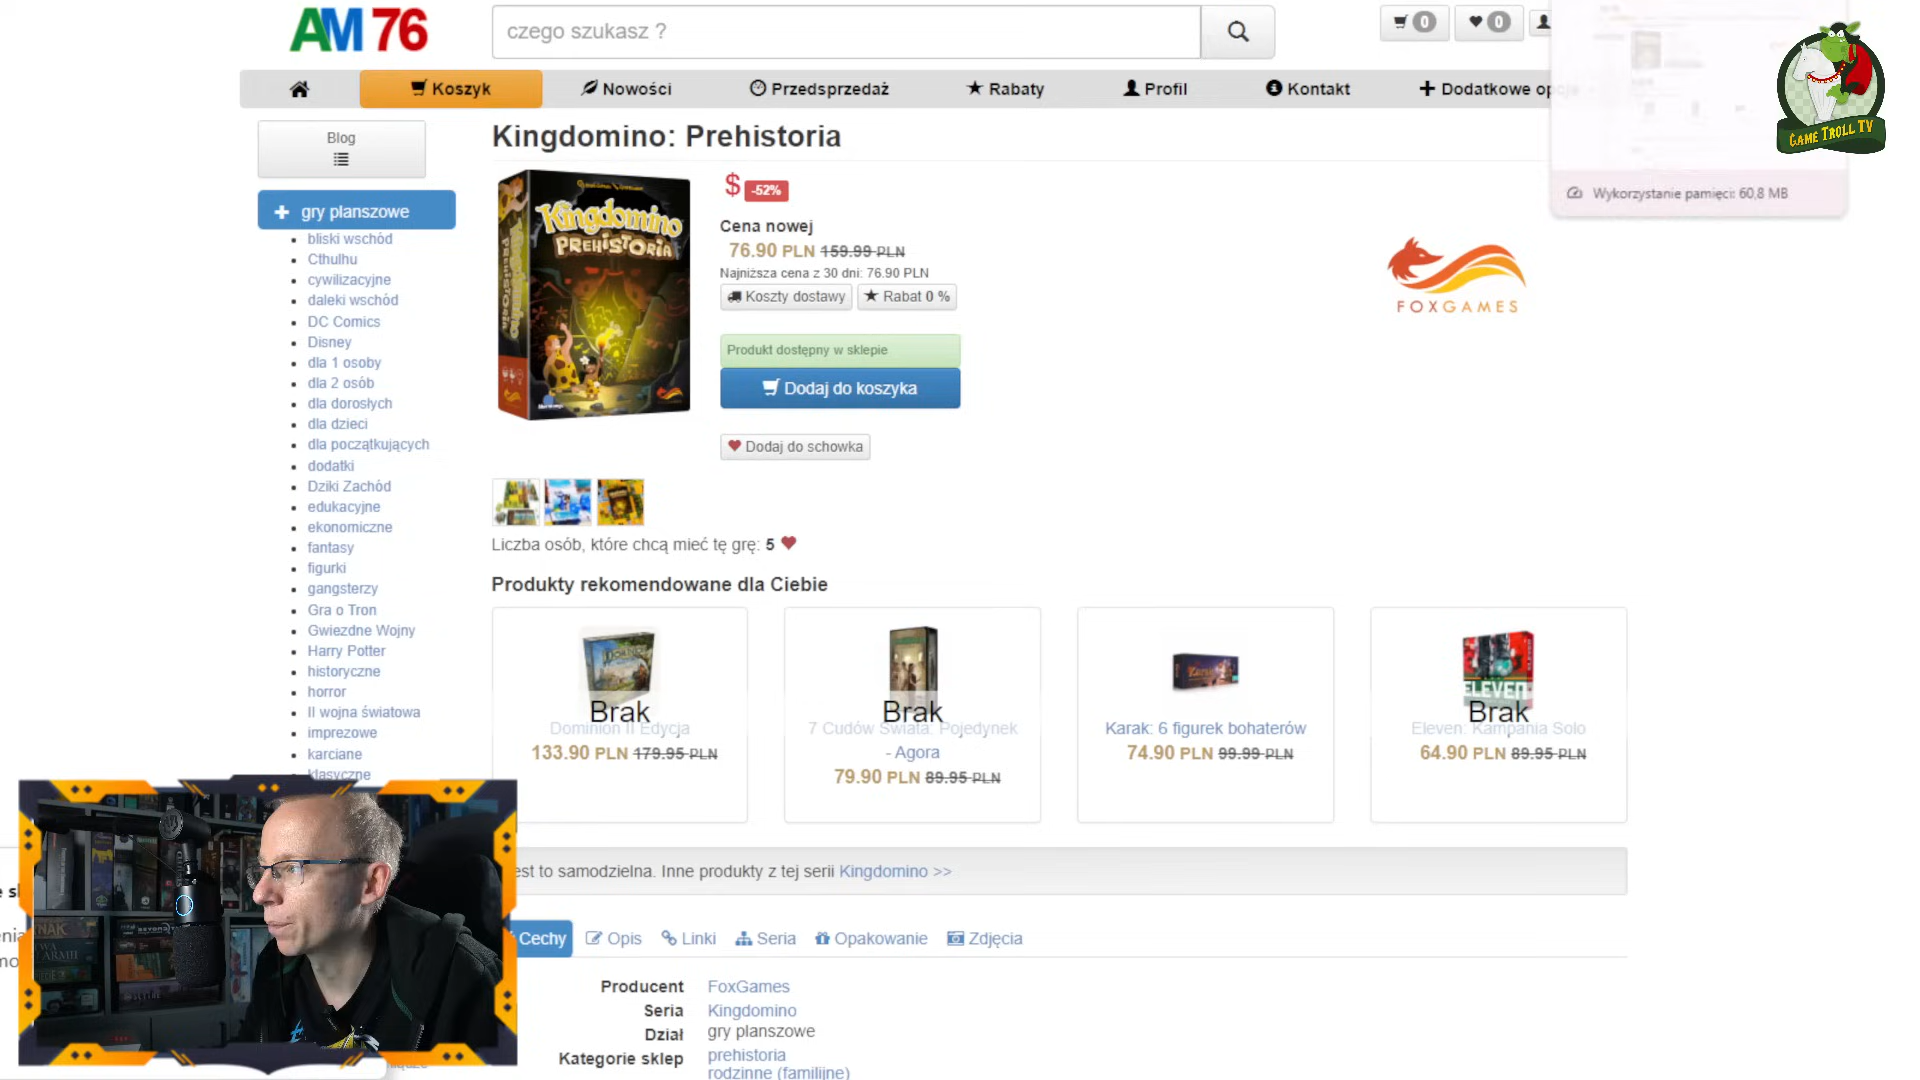 AM 76
czego szukasz ?
0
0
Koszyk
Nowości
Przedsprzedaż
Rabaty
Profil
Kontakt
Dodatkowe opcje
GAME TROLL TV
Wykorzystanie pamięci: 60,8 MB
Blog
gry planszowe
bliski wschód
Cthulhu
cywilizacyjne
daleki wschód
DC Comics
Disney
dla 1 osoby
dla 2 osób
dla dorosłych
dla dzieci
dla początkujących
dodatki
Dziki Zachód
edukacyjne
ekonomiczne
fantasy
figurki
gangsterzy
Gra o Tron
Gwiezdne Wojny
Harry Potter
historyczne
horror
II wojna światowa
imprezowe
karciane
klasyczne
Kingdomino: Prehistoria
Kingdomino
PREHISTORIA
$ -52%
Cena nowej
76.90 PLN 159.99 PLN
Najniższa cena z 30 dni: 76.90 PLN
Koszty dostawy
Rabat 0 %
Produkt dostępny w sklepie
Dodaj do koszyka
Dodaj do schowka
FOXGAMES
Liczba osób, które chcą mieć tę grę: 5
Produkty rekomendowane dla Ciebie
Brak
Dominion II Edycja
133.90 PLN 179.95 PLN
Brak
7 Cudów Świata: Pojedynek
- Agora
79.90 PLN 89.95 PLN
Karak: 6 figurek bohaterów
74.90 PLN 99.99 PLN
ELEVEN
Brak
Eleven: Kampania Solo
64.90 PLN 89.95 PLN
est to samodzielna. Inne produkty z tej serii Kingdomino >>
Cechy
Opis
Linki
Seria
Opakowanie
Zdjęcia
Producent FoxGames
Seria Kingdomino
Dział gry planszowe
Kategorie sklep prehistoria
rodzinne (familijne)